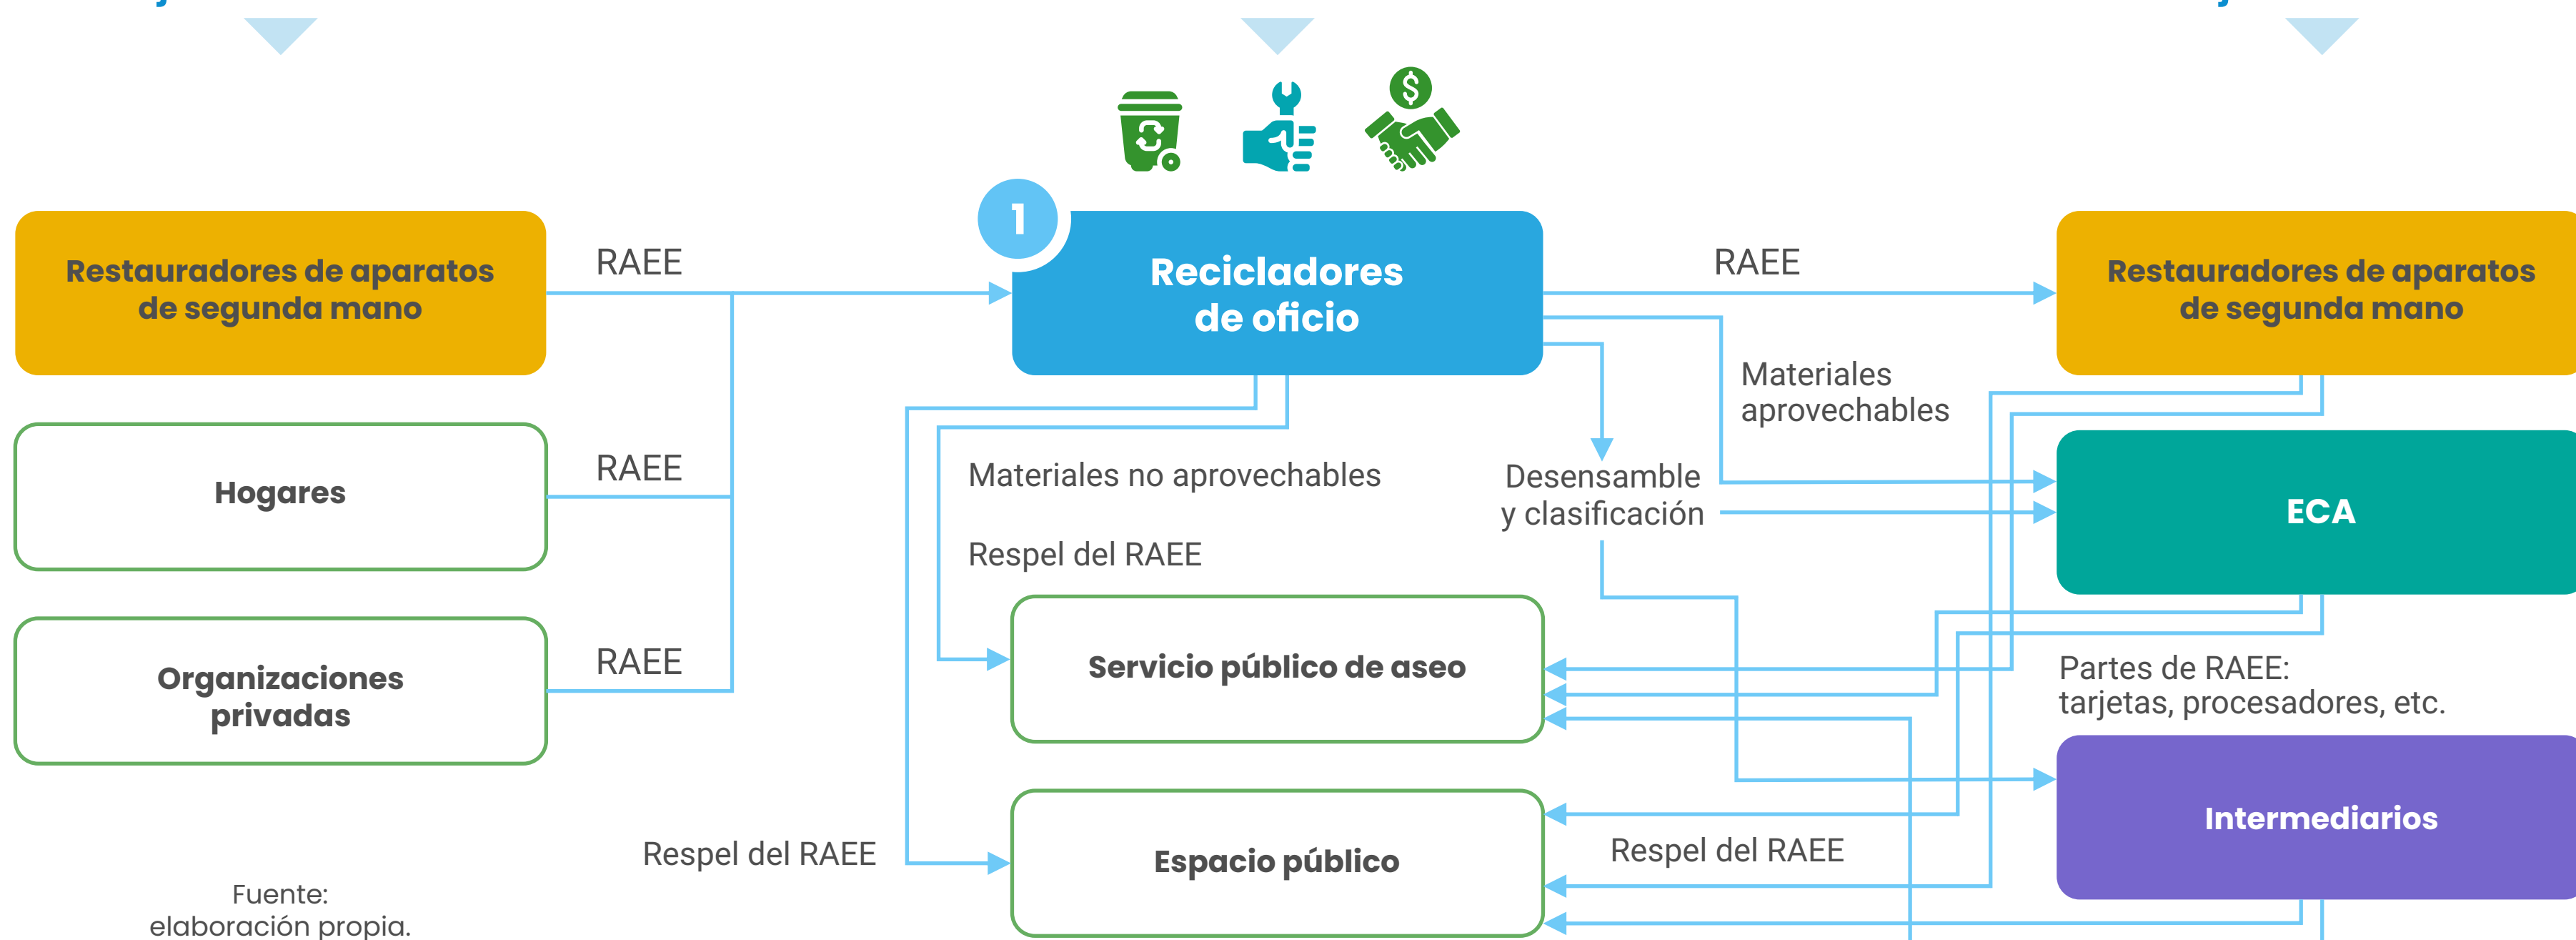 1
Restauradores de aparatos
de segunda mano
RAEE
Recicladores
de oficio
RAEE
Restauradores de aparatos
de segunda mano
Materiales
aprovechables
Hogares
RAEE
Materiales no aprovechables
Desensamble
y clasificación
ECA
Respel del RAEE
Organizaciones
privadas
RAEE
Servicio público de aseo
Partes de RAEE:
tarjetas, procesadores, etc.
Respel del RAEE
Espacio público
Respel del RAEE
Intermediarios
Fuente:
elaboración propia.